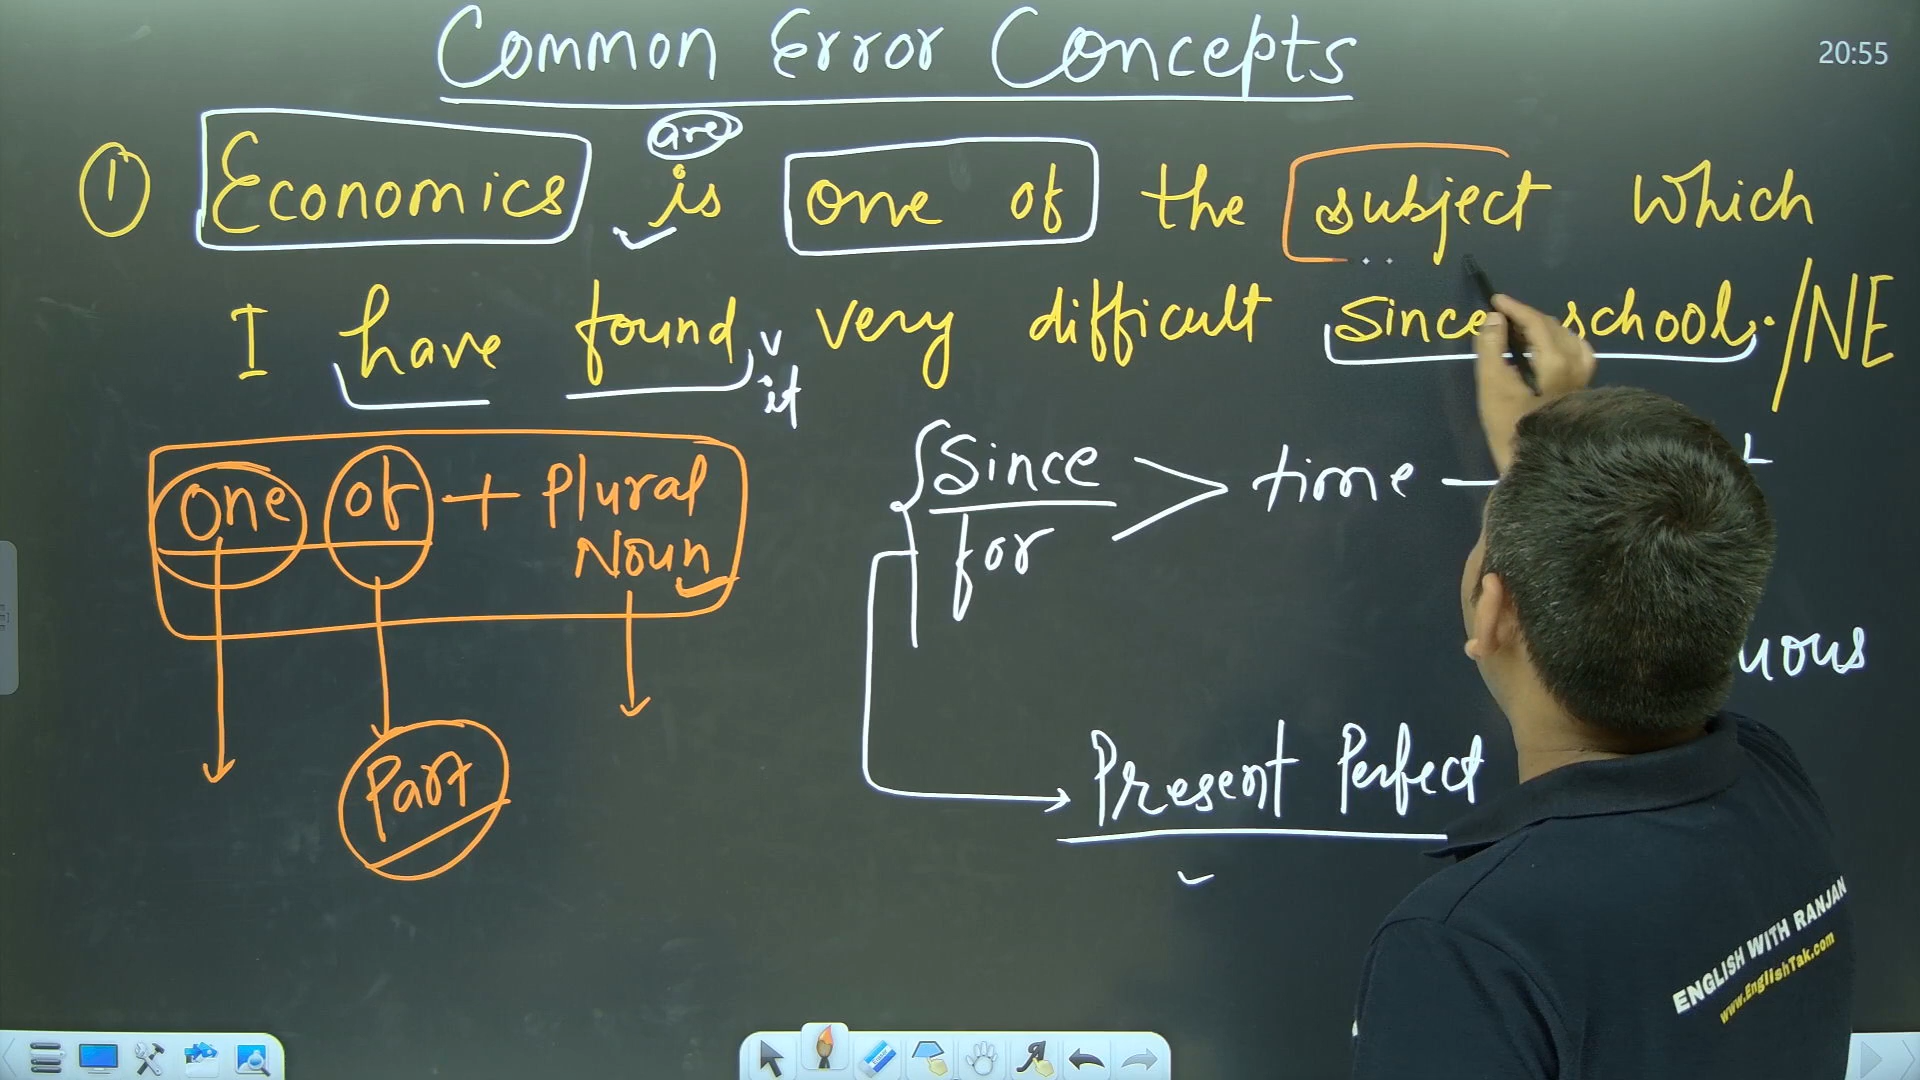 Common Error Concepts
20:55
are
① Economics is one of the subject which
I have found very difficult since school. / NE
v
it
one of + Plural
Noun
Part
Since
for
time
uous
Present Perfect
ENGLISH WITH RANJAN
www.EnglishTak.com